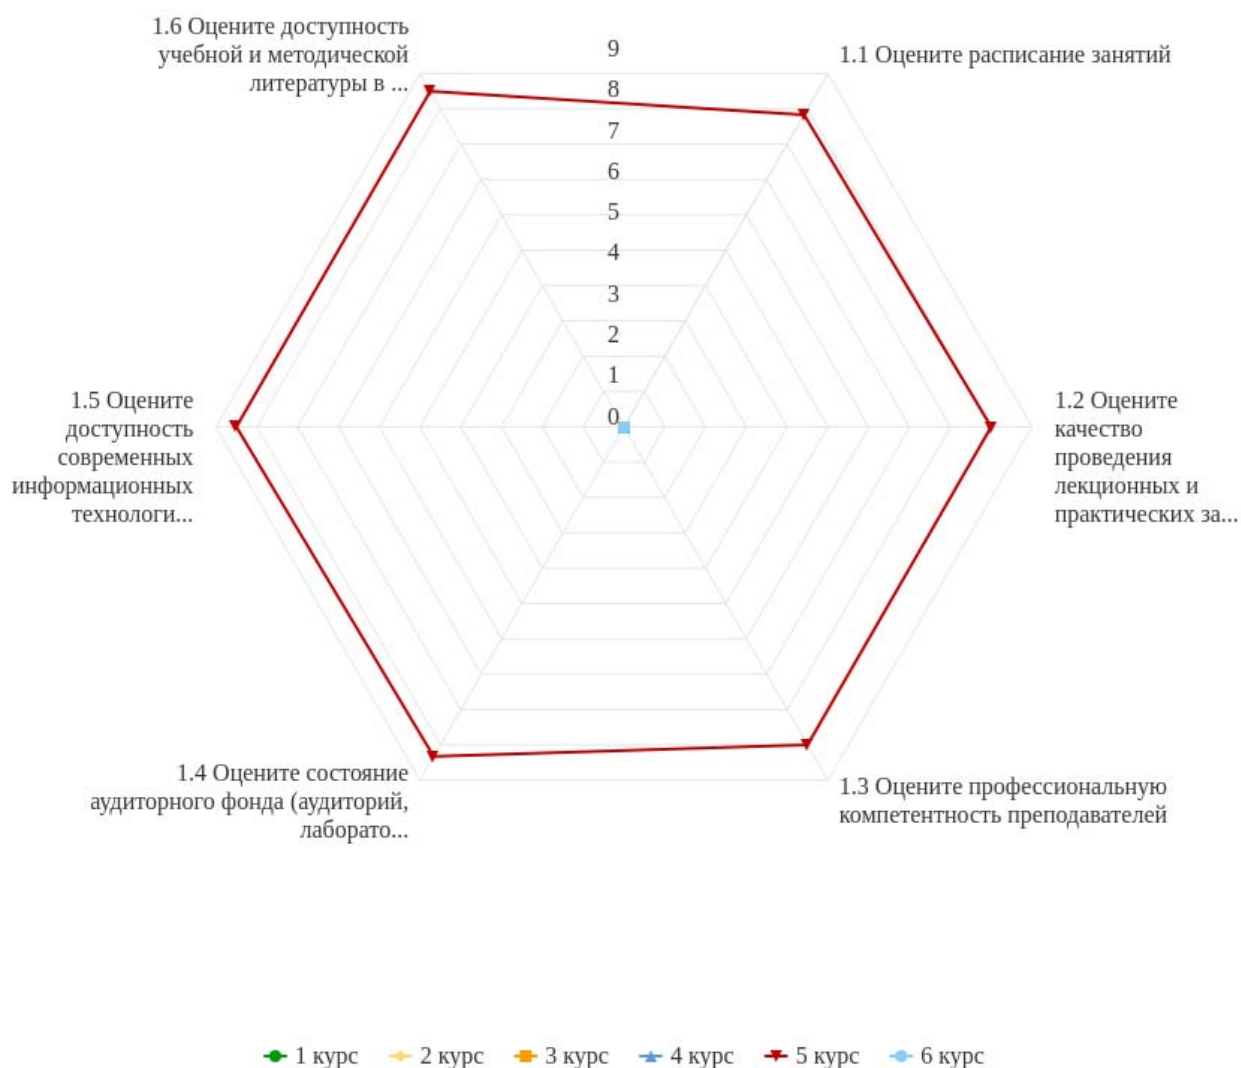 1.6 Оцените доступность
учебной и методической
литературы в ...
9
8
7
6
5
4
3
2
1
0
1.1 Оцените расписание занятий
1.5 Оцените
доступность
современных
информационных
технологи...
1.2 Оцените
качество
проведения
лекционных и
практических за...
1.4 Оцените состояние
аудиторного фонда (аудиторий,
лаборато...
1.3 Оцените профессиональную
компетентность преподавателей
1 курс 2 курс 3 курс 4 курс 5 курс 6 курс